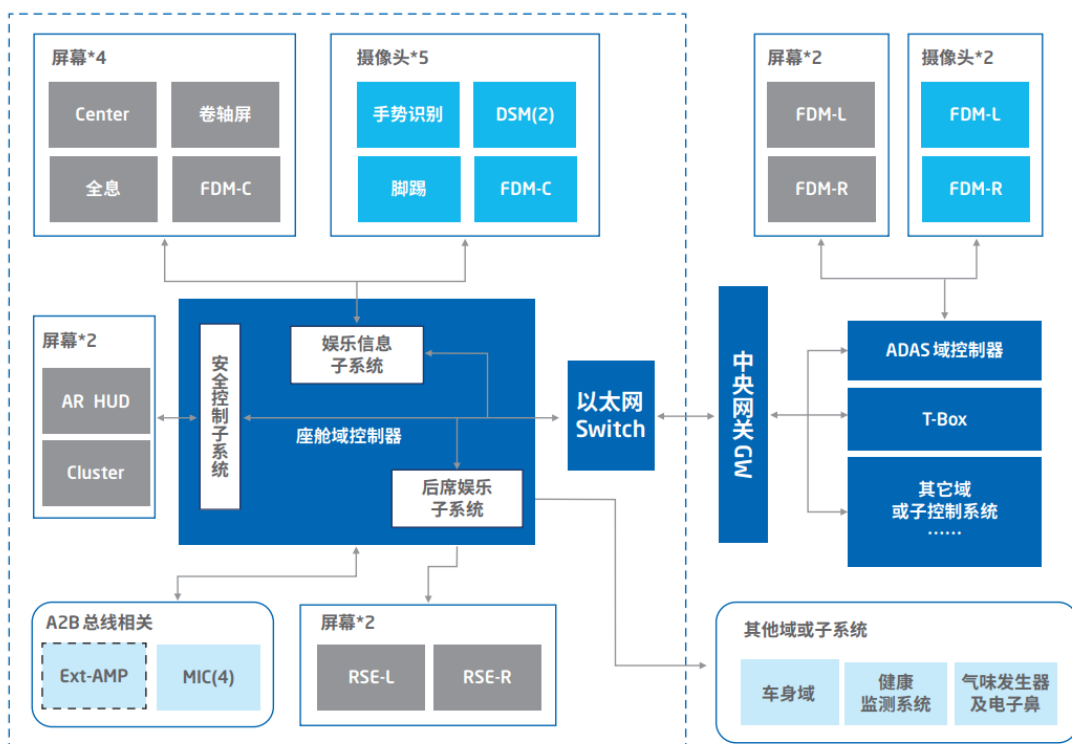 屏幕*4
Center
卷轴屏
全息
FDM-C
摄像头*5
手势识别
DSM(2)
脚踢
FDM-C
屏幕*2
FDM-L
FDM-R
摄像头*2
FDM-L
FDM-R
屏幕*2
AR HUD
Cluster
安全控制子系统
娱乐信息
子系统
座舱域控制器
后席娱乐
子系统
以太网
Switch
中央网关 GW
ADAS 域控制器
T-Box
其它域
或子控制系统
……
A2B 总线相关
Ext-AMP
MIC(4)
屏幕*2
RSE-L
RSE-R
其他域或子系统
车身域
健康
监测系统
气味发生器
及电子鼻